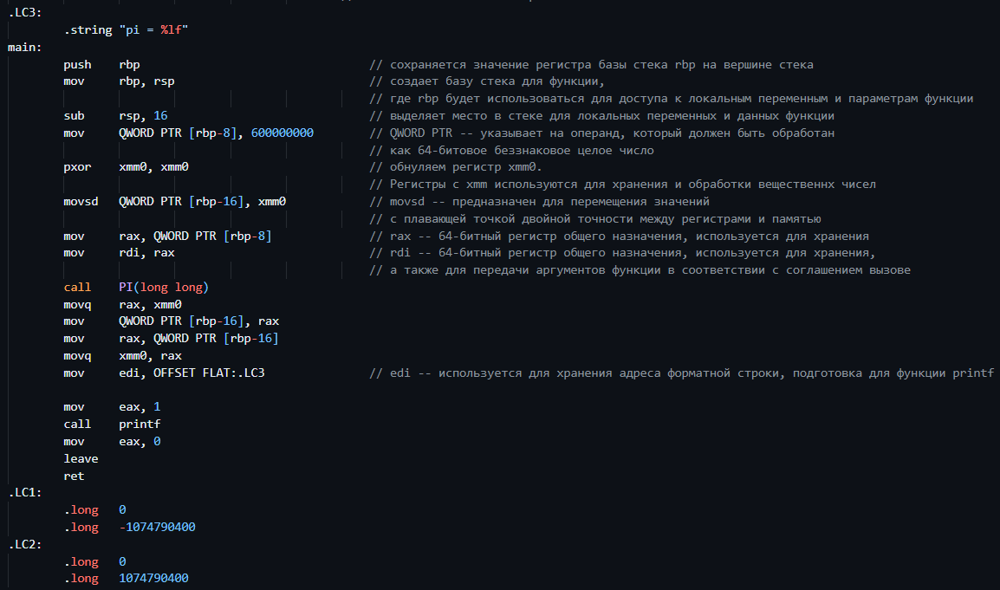 .LC3:
.string "pi = %lf"
main:
push rbp // сохраняется значение регистра базы стека rbp на вершине стека
mov rbp, rsp // создает базу стека для функции,
// где rbp будет использоваться для доступа к локальным переменным и параметрам функции
sub rsp, 16 // выделяет место в стеке для локальных переменных и данных функции
mov QWORD PTR [rbp-8], 600000000 // QWORD PTR -- указывает на операнд, который должен быть обработан
// как 64-битовое беззнаковое целое число
pxor xmm0, xmm0 // обнуляем регистр xmm0.
// Регистры с xmm используются для хранения и обработки вещественнх чисел
movsd QWORD PTR [rbp-16], xmm0 // movsd -- предназначен для перемещения значений
// с плавающей точкой двойной точности между регистрами и памятью
mov rax, QWORD PTR [rbp-8] // rax -- 64-битный регистр общего назначения, используется для хранения
mov rdi, rax // rdi -- 64-битный регистр общего назначения, используется для хранения,
// а также для передачи аргументов функции в соответствии с соглашением вызове
call PI(long long)
movq rax, xmm0
mov QWORD PTR [rbp-16], rax
mov rax, QWORD PTR [rbp-16]
movq xmm0, rax
mov edi, OFFSET FLAT:.LC3 // edi -- используется для хранения адреса форматной строки, подготовка для функции printf
mov eax, 1
call printf
mov eax, 0
leave
ret
.LC1:
.long 0
.long -1074790400
.LC2:
.long 0
.long 1074790400